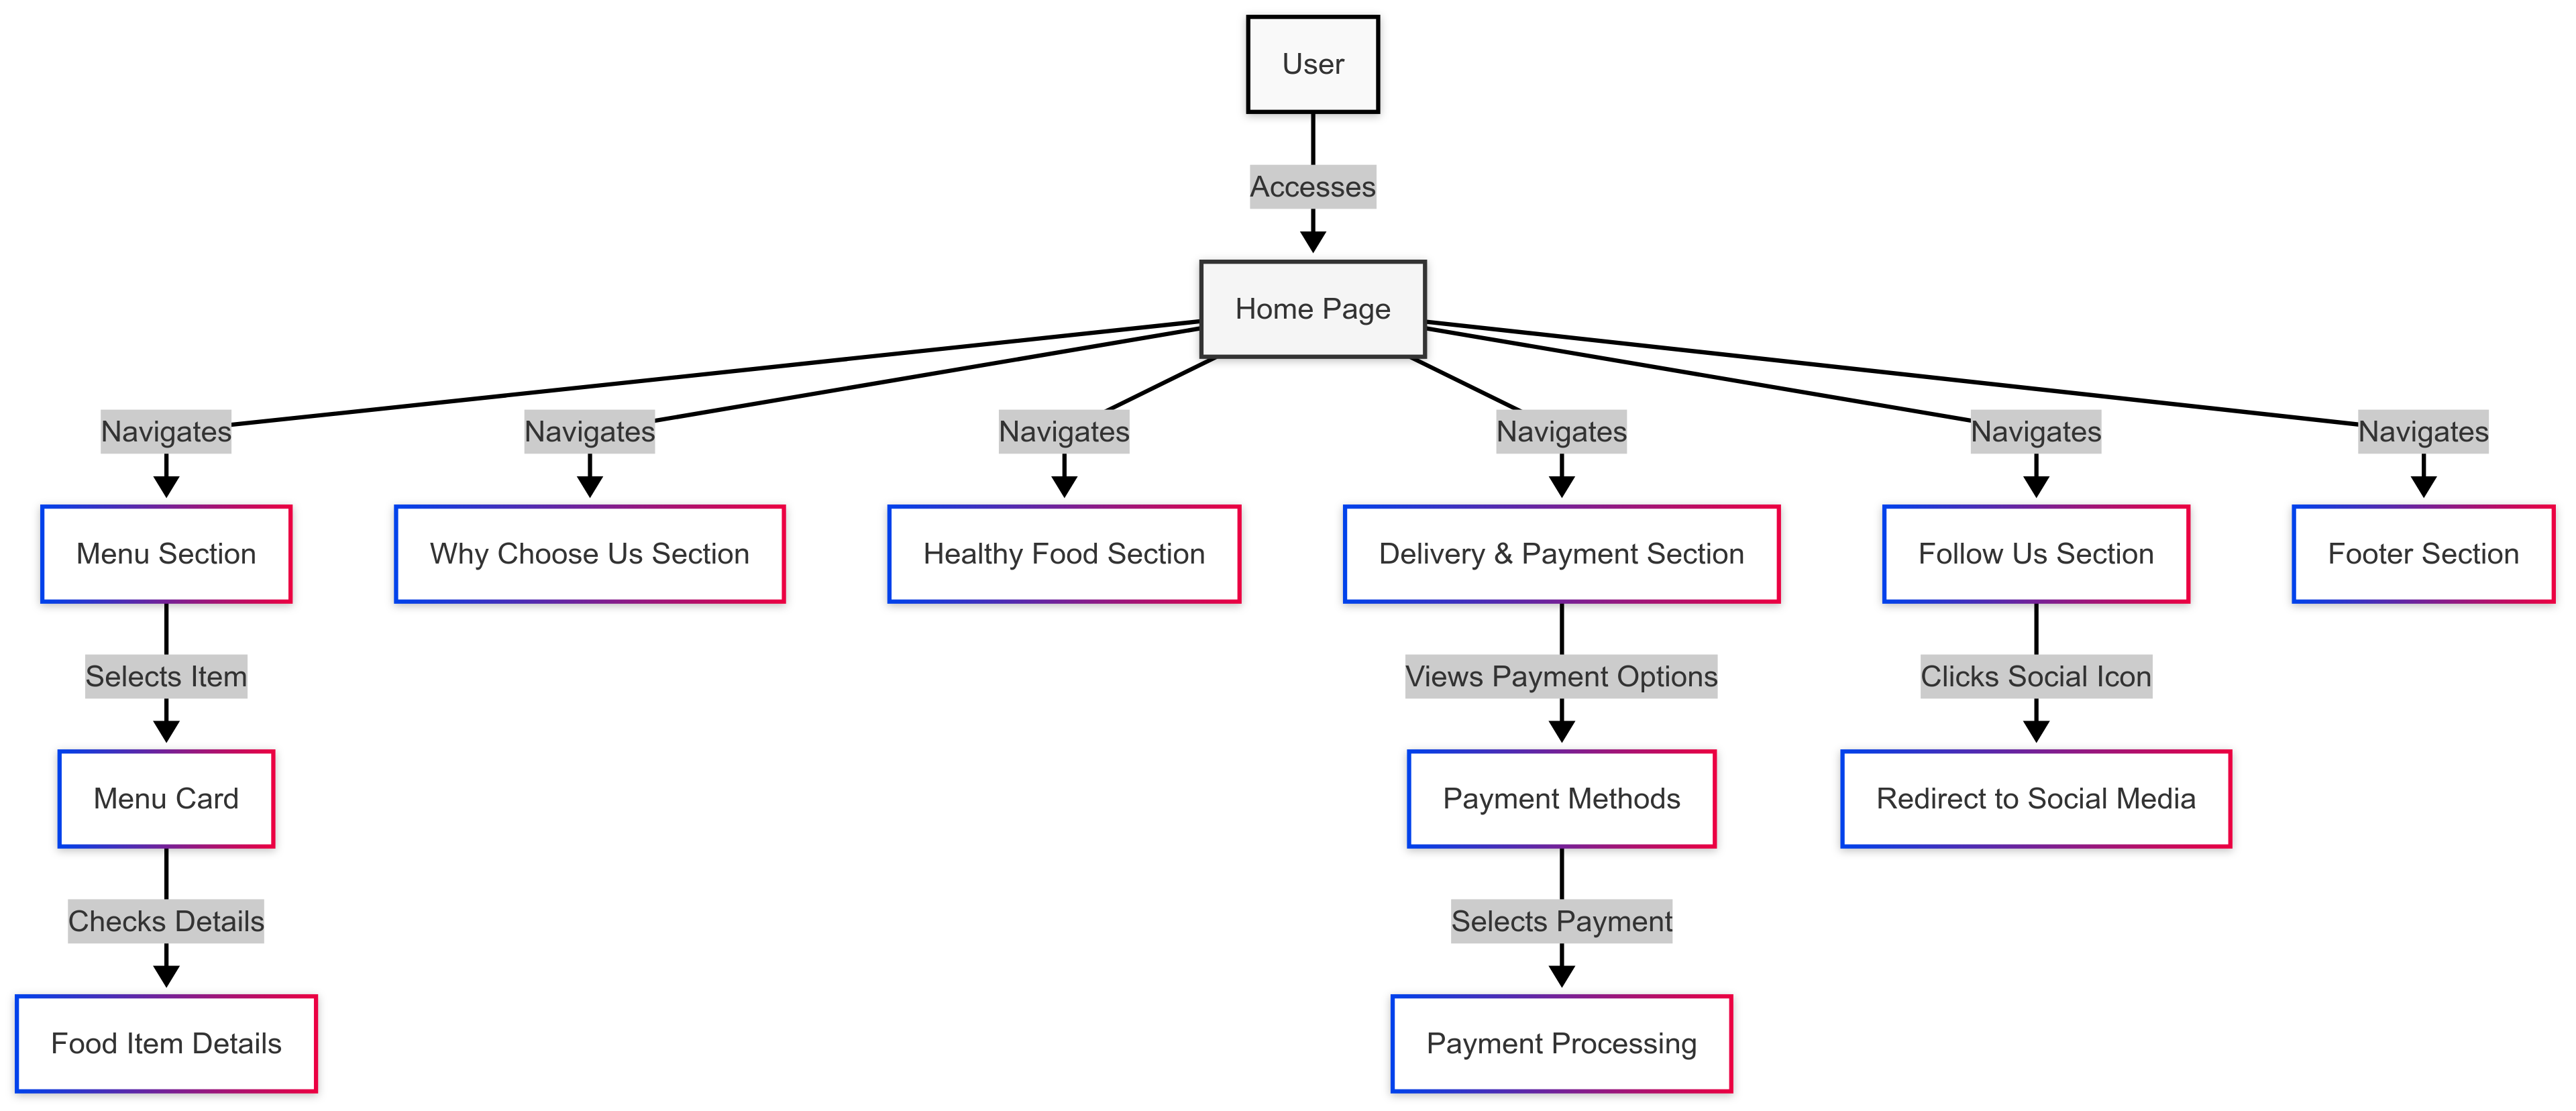 User
Accesses
Home Page
Navigates
Navigates
Navigates
Navigates
Navigates
Navigates
Menu Section
Why Choose Us Section
Healthy Food Section
Delivery & Payment Section
Follow Us Section
Footer Section
Selects Item
Views Payment Options
Clicks Social Icon
Menu Card
Payment Methods
Redirect to Social Media
Checks Details
Selects Payment
Food Item Details
Payment Processing